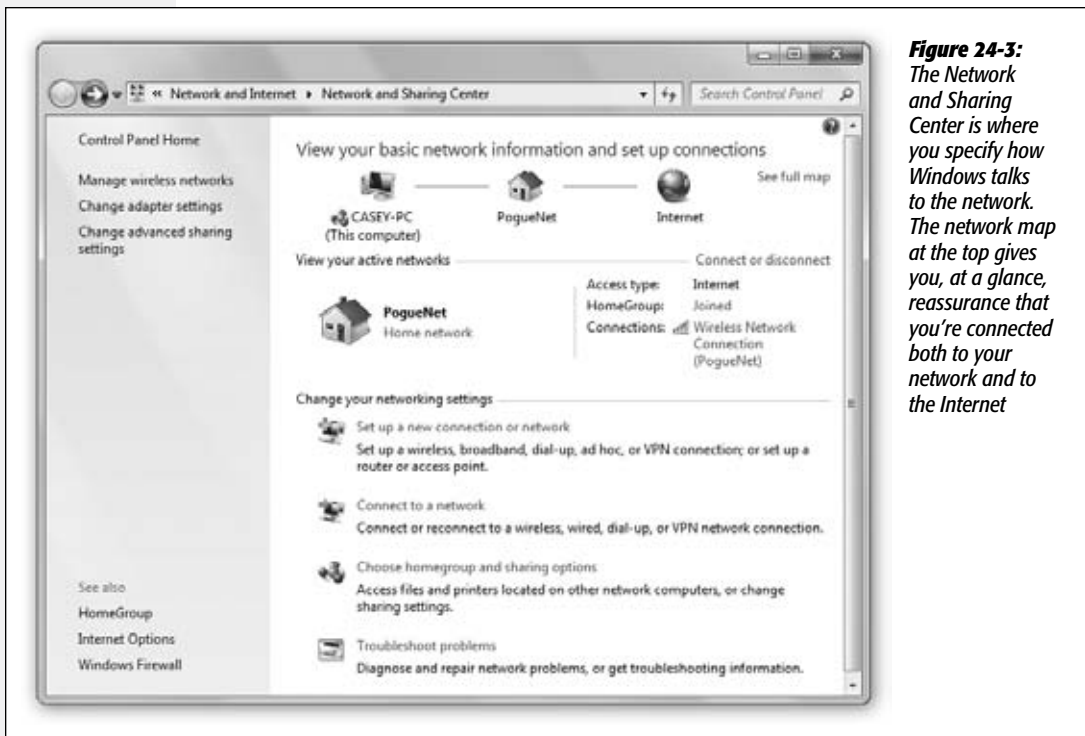 « Network and Internet ▸ Network and Sharing Center
Search Control Panel
Control Panel Home
Manage wireless networks
Change adapter settings
Change advanced sharing
settings
See also
HomeGroup
Internet Options
Windows Firewall
View your basic network information and set up connections
See full map
CASEY-PC
(This computer)
PogueNet
Internet
View your active networks
Connect or disconnect
PogueNet
Home network
Access type: Internet
HomeGroup: Joined
Connections: Wireless Network
Connection
(PogueNet)
Change your networking settings
Set up a new connection or network
Set up a wireless, broadband, dial-up, ad hoc, or VPN connection; or set up a
router or access point.
Connect to a network
Connect or reconnect to a wireless, wired, dial-up, or VPN network connection.
Choose homegroup and sharing options
Access files and printers located on other network computers, or change
sharing settings.
Troubleshoot problems
Diagnose and repair network problems, or get troubleshooting information.
Figure 24-3:
The Network
and Sharing
Center is where
you specify how
Windows talks
to the network.
The network map
at the top gives
you, at a glance,
reassurance that
you're connected
both to your
network and to
the Internet